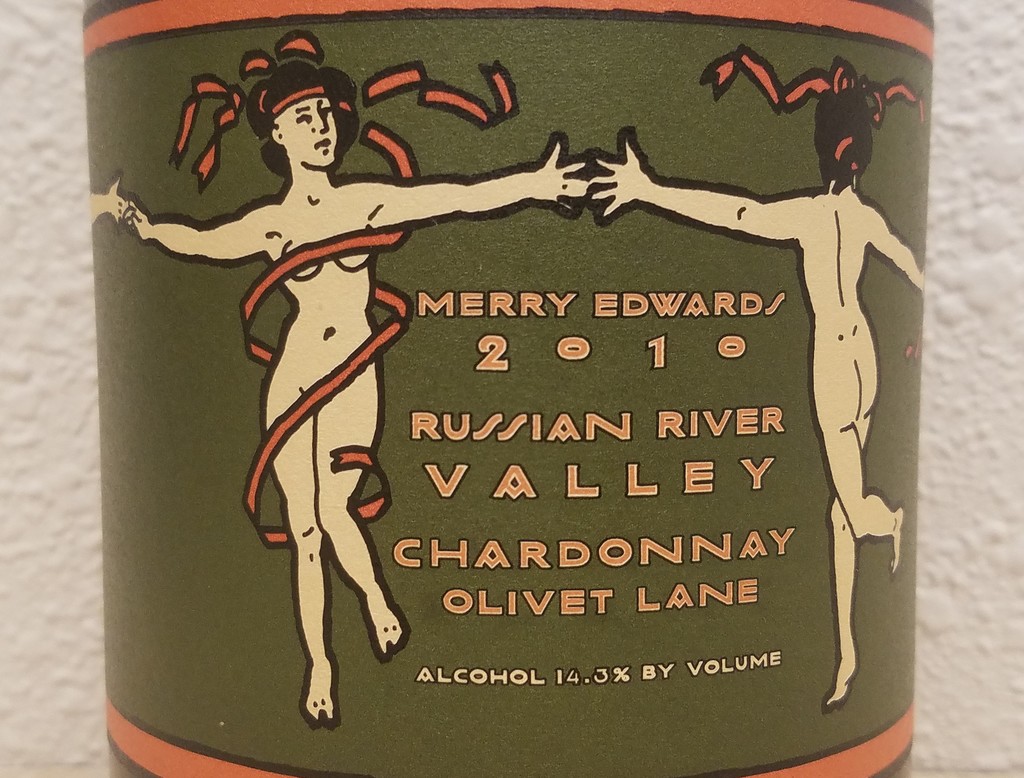 MERRY EDWARDS
2010
RUSSIAN RIVER
VALLEY
CHARDONNAY
OLIVET LANE
ALCOHOL 14.3% BY VOLUME